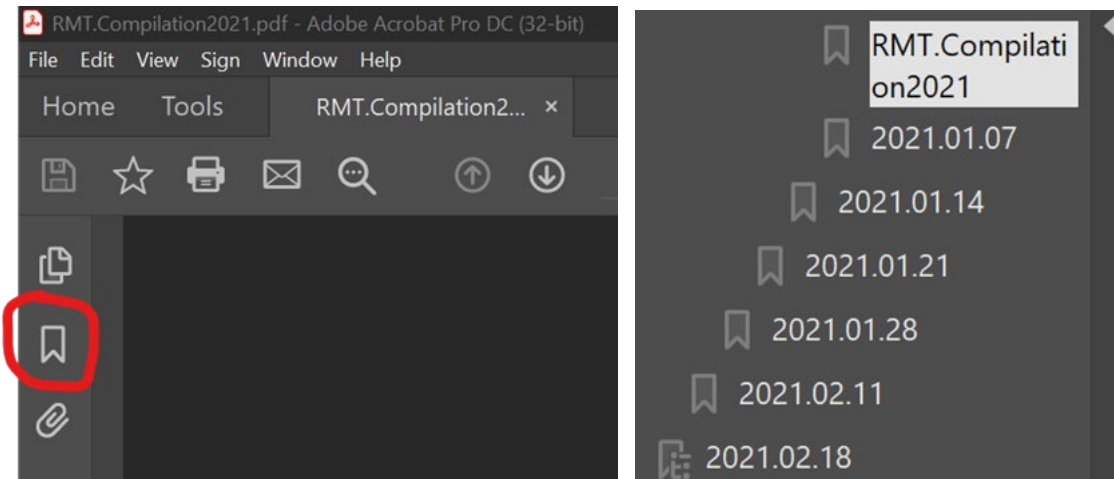 RMT.Compilation2021.pdf - Adobe Acrobat Pro DC (32-bit)
File Edit View Sign Window Help
Home Tools RMT.Compilation2... ×
RMT.Compilati
on2021
2021.01.07
2021.01.14
2021.01.21
2021.01.28
2021.02.11
2021.02.18